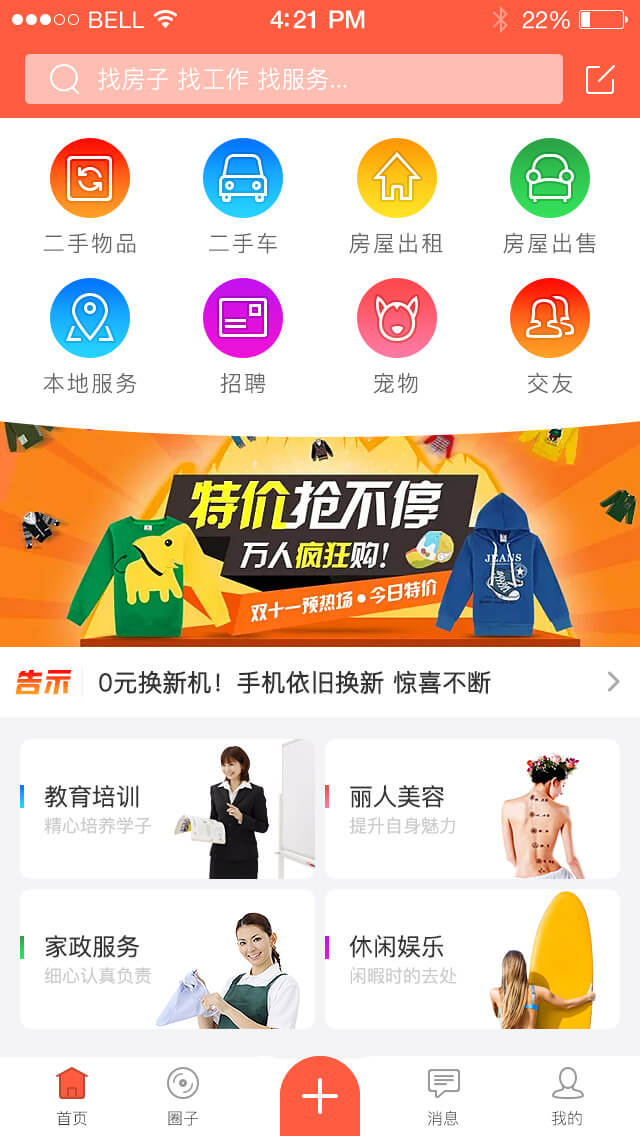 BELL 4:21 PM 22%
找房子 找工作 找服务...
二手物品 二手车 房屋出租 房屋出售
本地服务 招聘 宠物 交友
特价抢不停
万人疯狂购!
双十一预热场•今日特价
JEANS
告示 0元换新机！手机依旧换新 惊喜不断
教育培训 丽人美容
精心培养学子 提升自身魅力
家政服务 休闲娱乐
细心认真负责 闲暇时的去处
首页 圈子 消息 我的